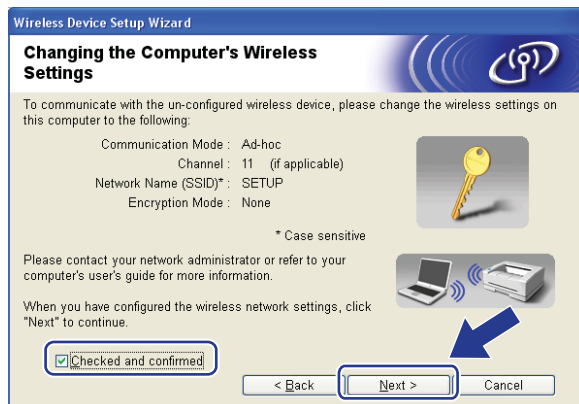 Wireless Device Setup Wizard
Changing the Computer's Wireless
Settings
To communicate with the un-configured wireless device, please change the wireless settings on
this computer to the following:
Communication Mode : Ad-hoc
Channel : 11 (if applicable)
Network Name (SSID)* : SETUP
Encryption Mode : None
* Case sensitive
Please contact your network administrator or refer to your
computer's user's guide for more information.
When you have configured the wireless network settings, click
"Next" to continue.
Checked and confirmed
< Back Next > Cancel